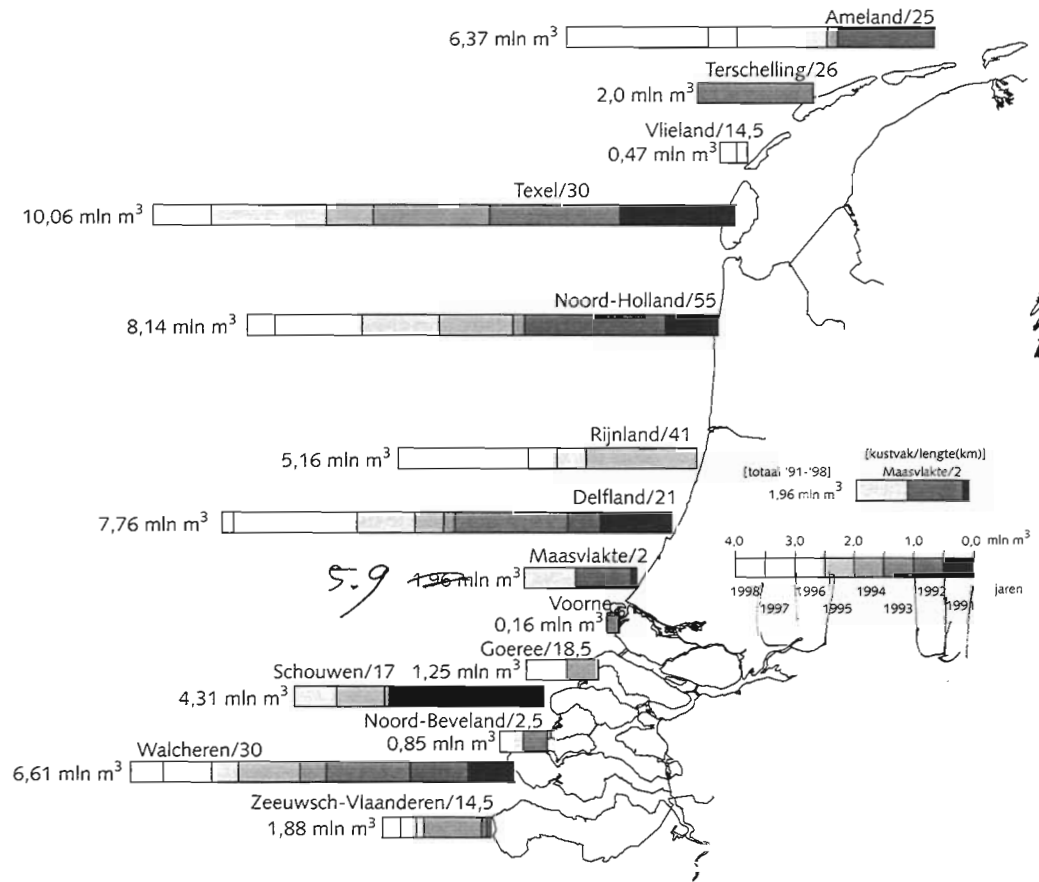 Ameland/25
6,37 mln m³
Terschelling/26
2,0 mln m³
Vlieland/14,5
0,47 mln m³
Texel/30
10,06 mln m³
Noord-Holland/55
8,14 mln m³
Rijnland/41
5,16 mln m³
[kustvak/lengte(km)]
[totaal '91-'98] Maasvlakte/2
1,96 mln m³
Delfland/21
7,76 mln m³
4,0 3,0 2,0 1,0 0,0 mln m³
1998 1996 1994 1992 jaren
1997 1995 1993 1991
Maasvlakte/2
5.9 1,96 mln m³
Voorne
0,16 mln m³
Goeree/18,5
1,25 mln m³
Schouwen/17
4,31 mln m³
Noord-Beveland/2,5
0,85 mln m³
Walcheren/30
6,61 mln m³
Zeeuwsch-Vlaanderen/14,5
1,88 mln m³